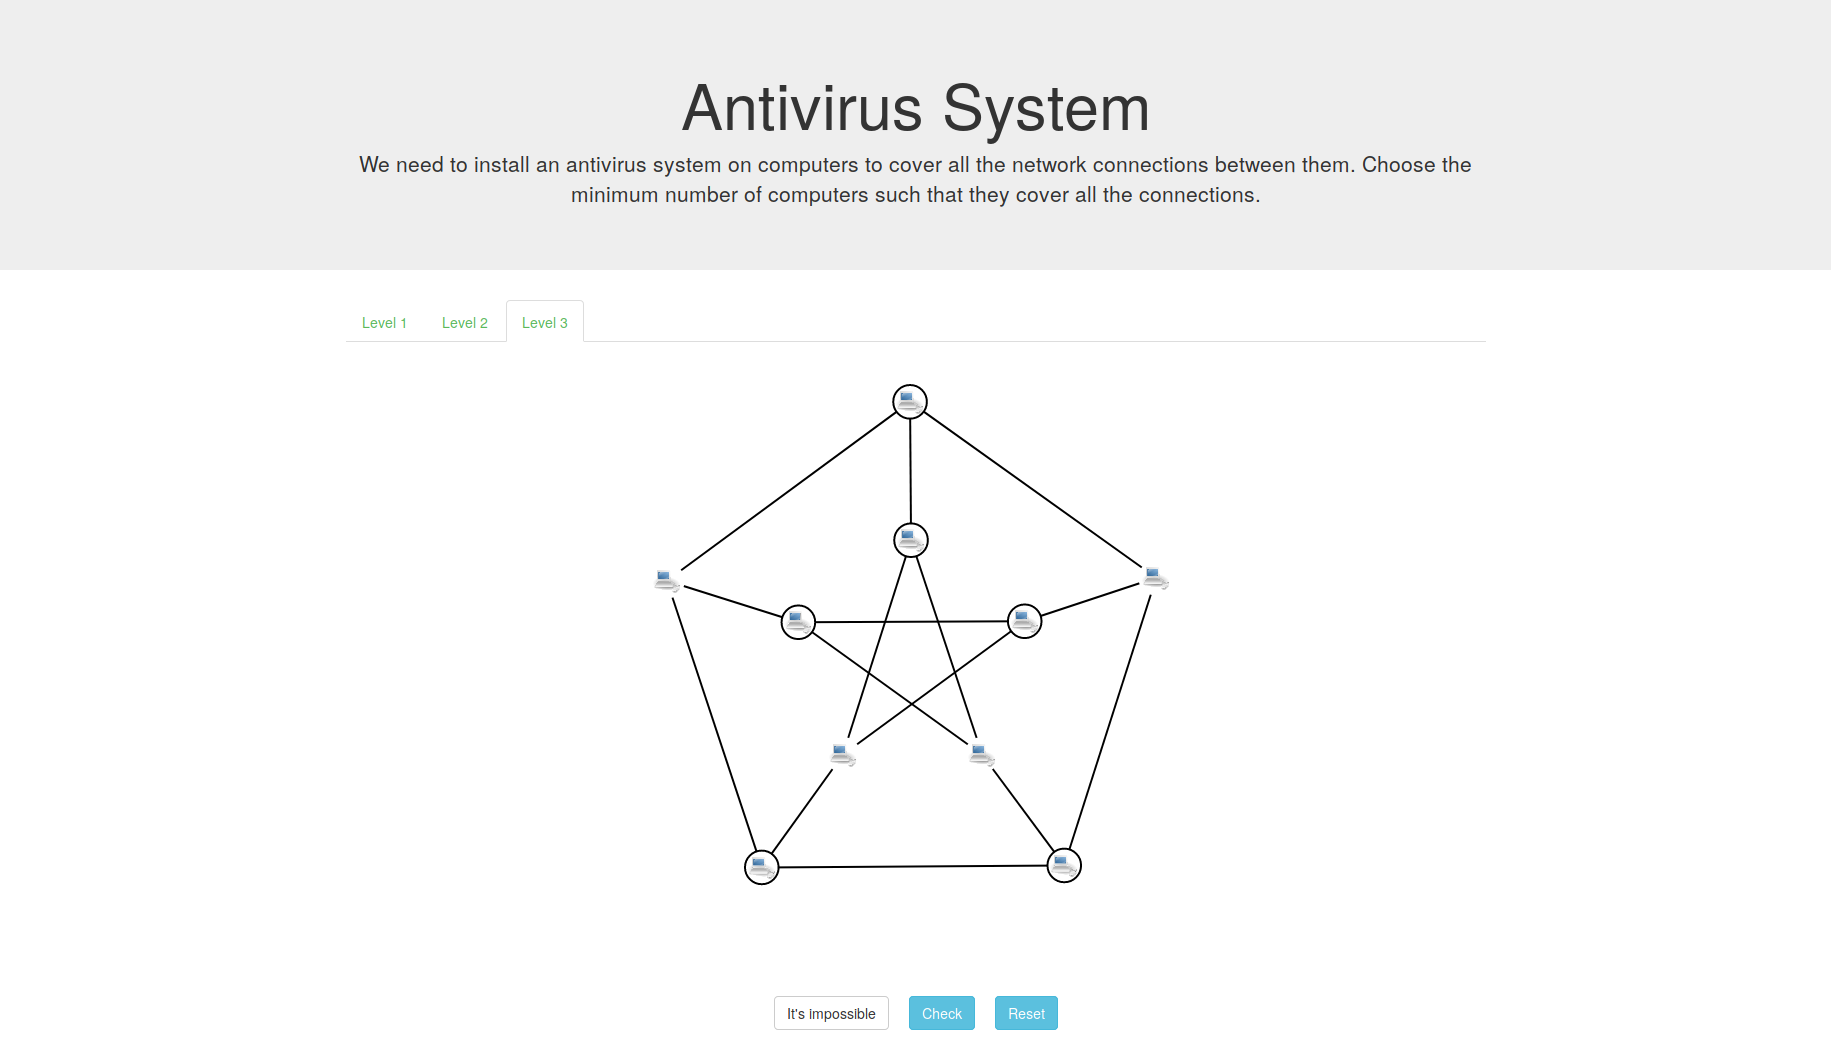 Antivirus System
We need to install an antivirus system on computers to cover all the network connections between them. Choose the
minimum number of computers such that they cover all the connections.
Level 1
Level 2
Level 3
It's impossible
Check
Reset